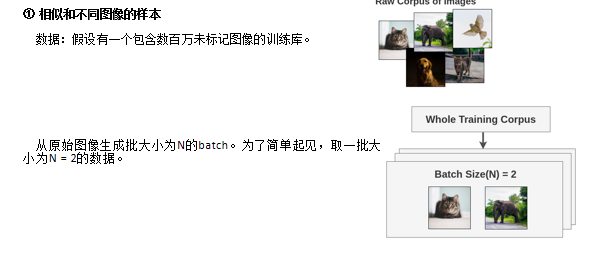 ① 相似和不同图像的样本
Raw Corpus of Images
数据：假设有一个包含数百万未标记图像的训练库。
Whole Training Corpus
从原始图像生成批大小为N的batch。为了简单起见，取一批大
小为N = 2的数据。
Batch Size(N) = 2